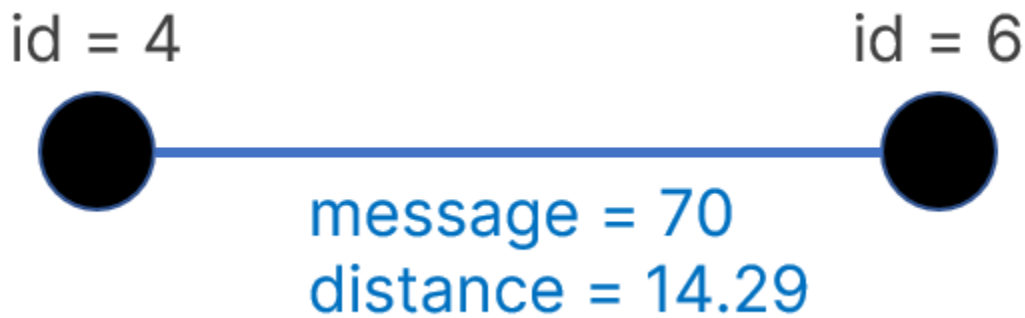 id = 4
id = 6
message = 70
distance = 14.29